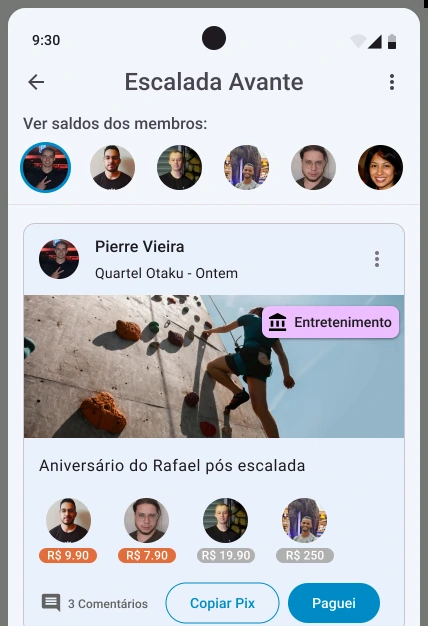 9:30
Escalada Avante
Ver saldos dos membros:
Pierre Vieira
Quartel Otaku - Ontem
Entretenimento
Aniversário do Rafael pós escalada
R$ 9.90 R$ 7.90 R$ 19.90 R$ 250
3 Comentários Copiar Pix Paguei